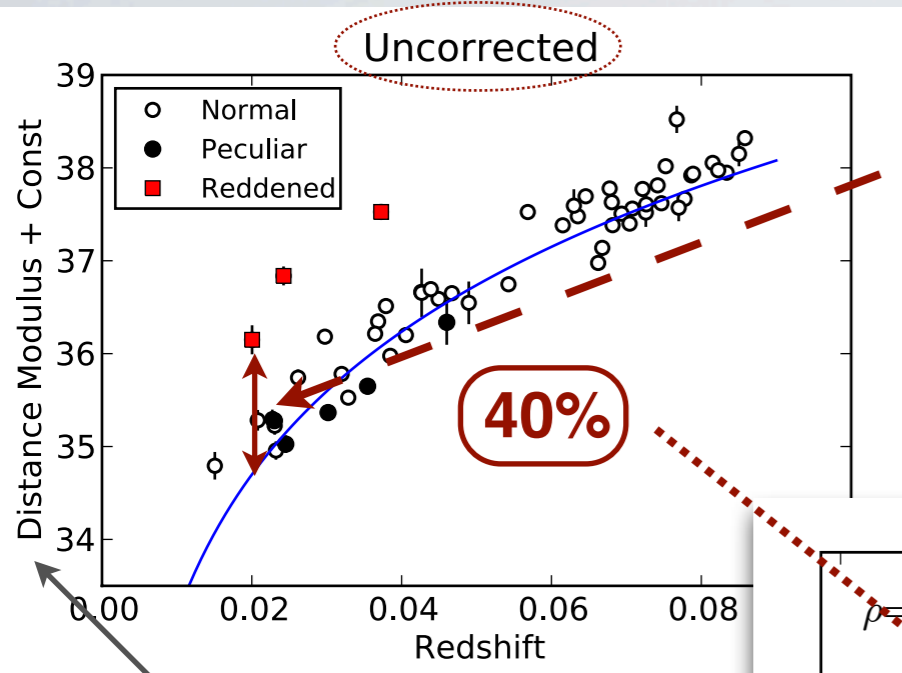 Uncorrected
39
38
37
36
35
34
Distance Modulus + Const
Normal
Peculiar
Reddened
40%
0.00
0.02
0.04
0.06
0.08
Redshift
ρ=